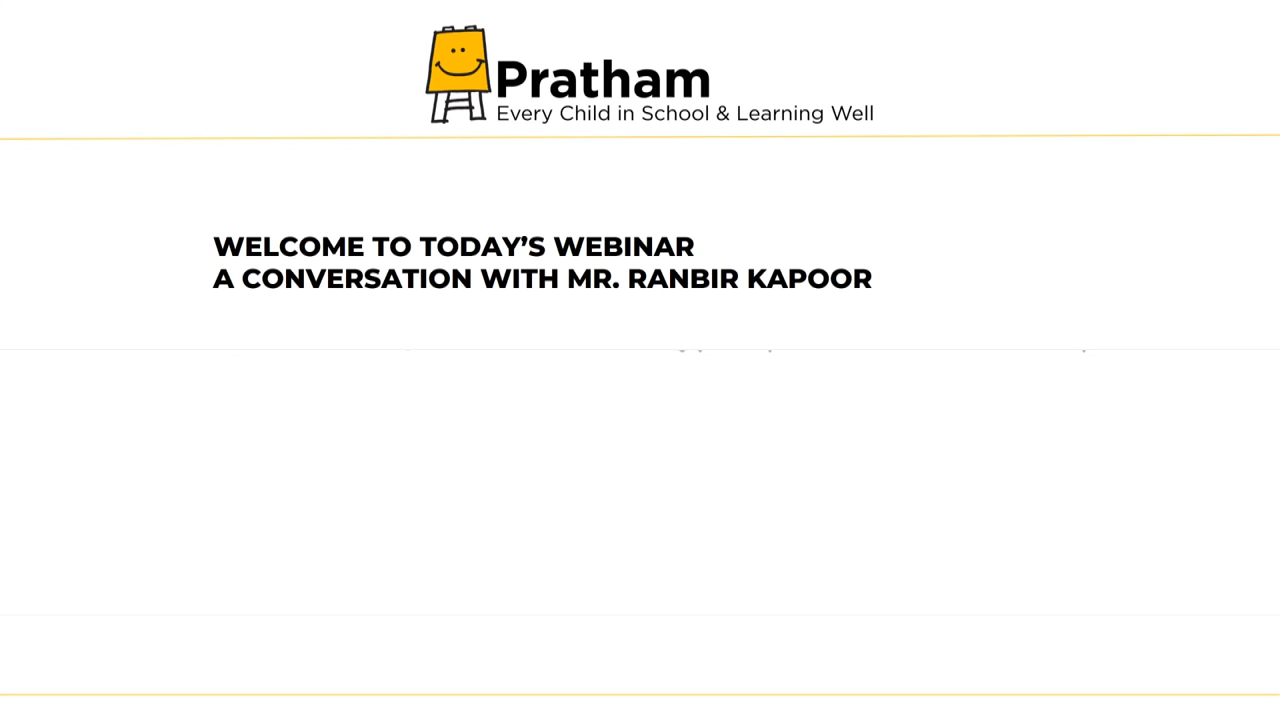 Pratham
Every Child in School & Learning Well
WELCOME TO TODAY’S WEBINAR
A CONVERSATION WITH MR. RANBIR KAPOOR